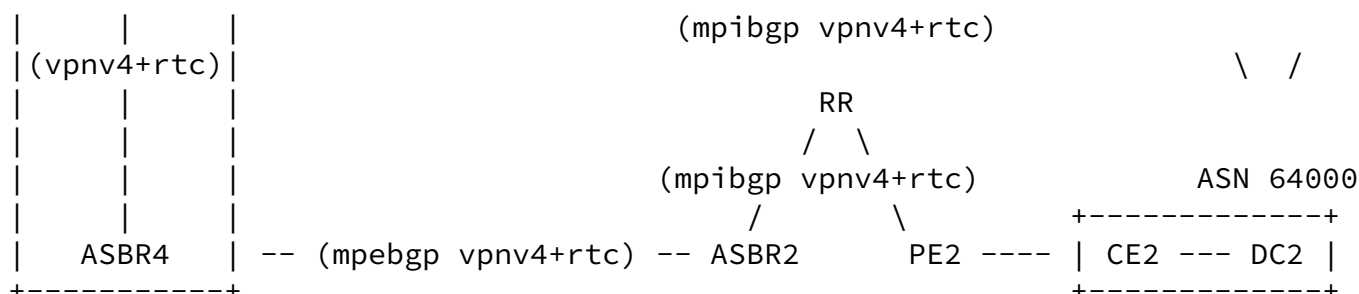 |        |        |                                  (mpibgp vpnv4+rtc)
|(vpnv4+rtc)|                                                                            \   /
|        |        |                                             RR
|        |        |                                            /   \
|        |        |                                 (mpibgp vpnv4+rtc)                 ASN 64000
|        |        |                                        /          \             +-------------+
|    ASBR4    | -- (mpebgp vpnv4+rtc) -- ASBR2      PE2 ---- | CE2 --- DC2 |
+-----------+                                                                +-------------+